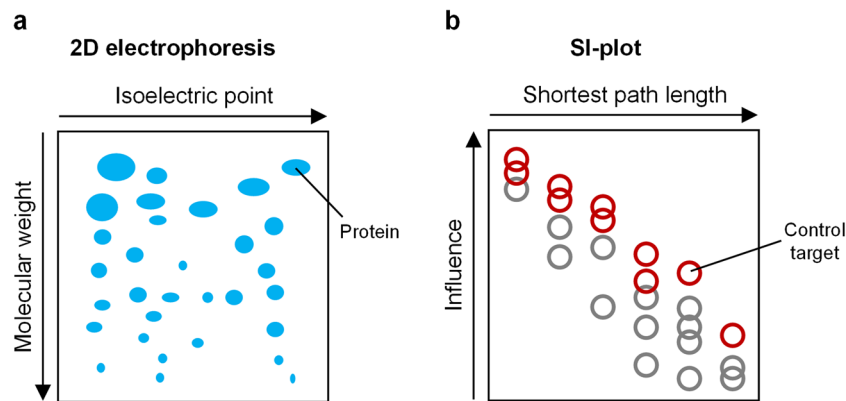 a
2D electrophoresis
Isoelectric point
Molecular weight
Protein
b
SI-plot
Shortest path length
Influence
Control
target